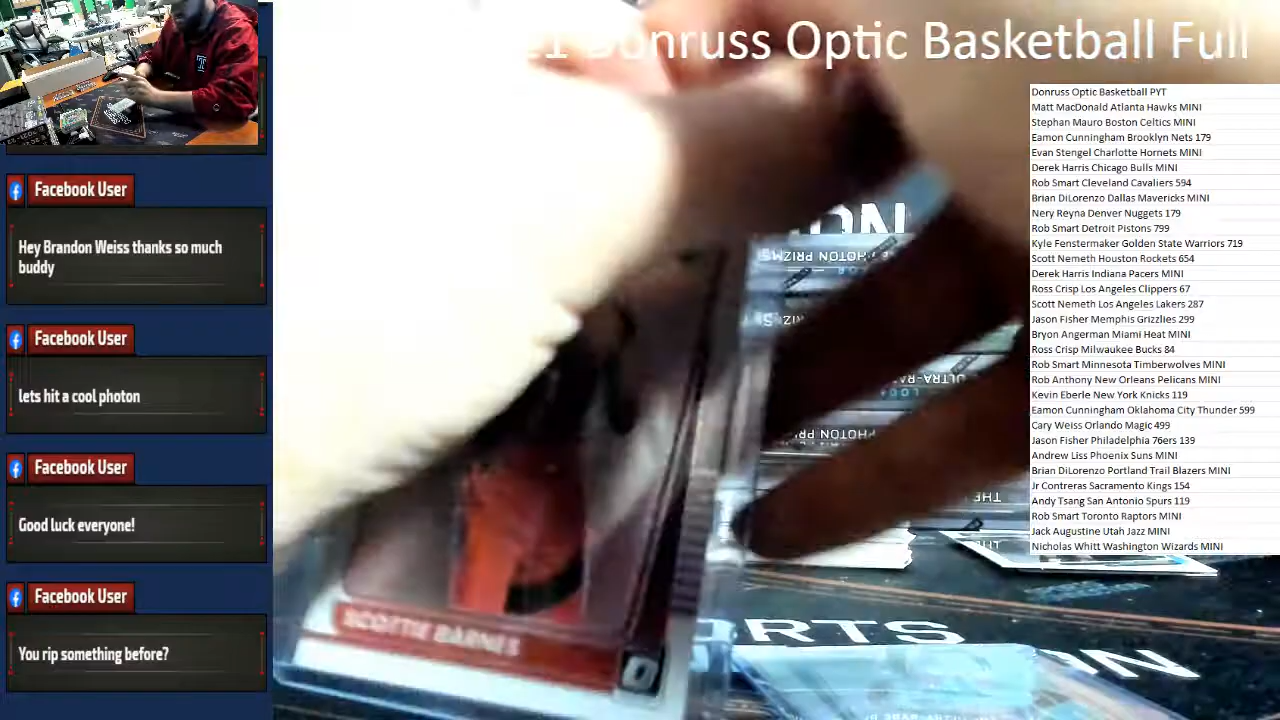 Donruss Optic Basketball Full
Facebook User
Hey Brandon Weiss thanks so much
buddy
Facebook User
lets hit a cool photon
Facebook User
Good luck everyone!
Facebook User
You rip something before?
Donruss Optic Basketball PYT
Matt MacDonald Atlanta Hawks MINI
Stephan Mauro Boston Celtics MINI
Eamon Cunningham Brooklyn Nets 179
Evan Stengel Charlotte Hornets MINI
Derek Harris Chicago Bulls MINI
Rob Smart Cleveland Cavaliers 594
Brian DiLorenzo Dallas Mavericks MINI
Nery Reyna Denver Nuggets 179
Rob Smart Detroit Pistons 799
Kyle Fenstermaker Golden State Warriors 719
Scott Nemeth Houston Rockets 654
Derek Harris Indiana Pacers MINI
Ross Crisp Los Angeles Clippers 67
Scott Nemeth Los Angeles Lakers 287
Jason Fisher Memphis Grizzlies 299
Bryon Angerman Miami Heat MINI
Ross Crisp Milwaukee Bucks 84
Rob Smart Minnesota Timberwolves MINI
Rob Anthony New Orleans Pelicans MINI
Kevin Eberle New York Knicks 119
Eamon Cunningham Oklahoma City Thunder 599
Cary Weiss Orlando Magic 499
Jason Fisher Philadelphia 76ers 139
Andrew Liss Phoenix Suns MINI
Brian DiLorenzo Portland Trail Blazers MINI
Jr Contreras Sacramento Kings 154
Andy Tsang San Antonio Spurs 119
Rob Smart Toronto Raptors MINI
Jack Augustine Utah Jazz MINI
Nicholas Whitt Washington Wizards MINI
PHOTON PRIZMS
PHOTON PRIZMS
THE
THE
SCOTTIE BARNES
RTS